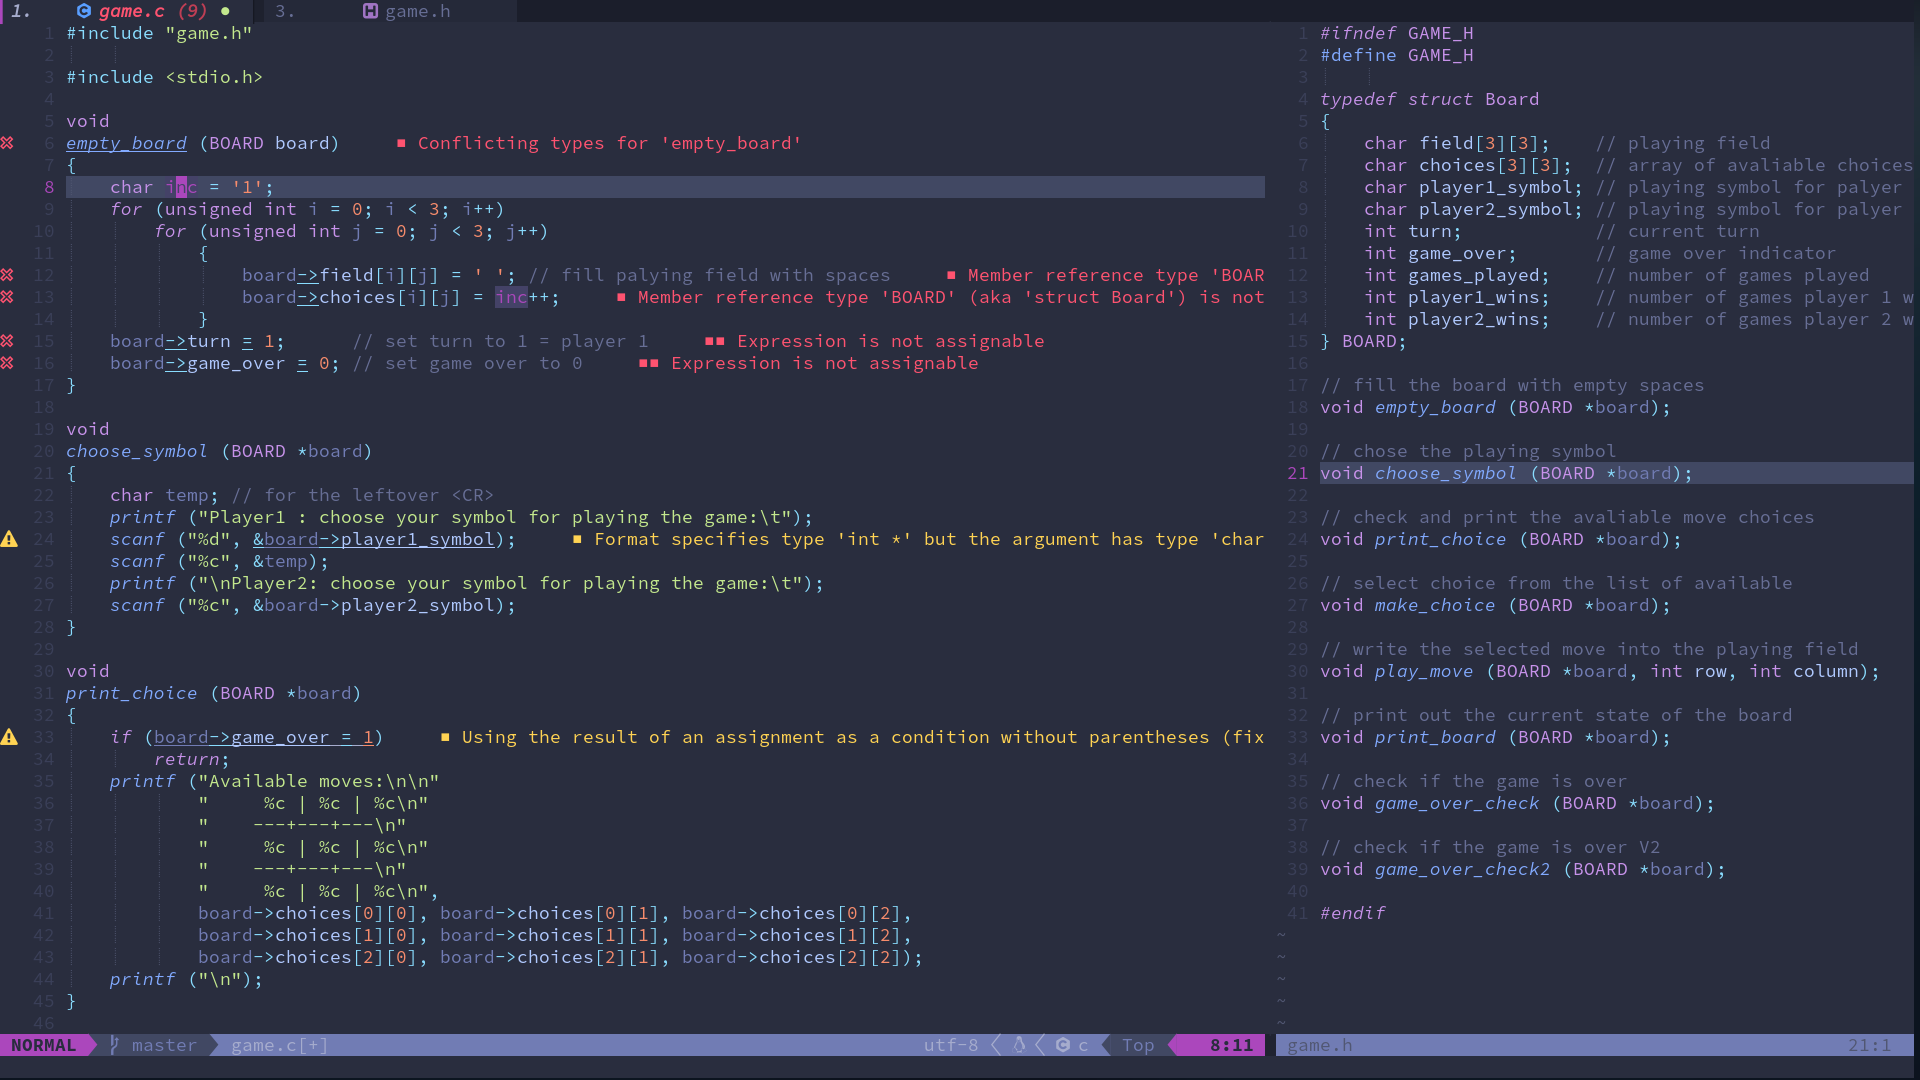 1. game.c (9) ● 3. game.h
1 #include "game.h"
2
3 #include <stdio.h>
4
5 void
6 empty_board (BOARD board) ■ Conflicting types for 'empty_board'
7 {
8 char inc = '1';
9 for (unsigned int i = 0; i < 3; i++)
10 for (unsigned int j = 0; j < 3; j++)
11 {
12 board->field[i][j] = ' '; // fill palying field with spaces ■ Member reference type 'BOAR
13 board->choices[i][j] = inc++; ■ Member reference type 'BOARD' (aka 'struct Board') is not
14 }
15 board->turn = 1; // set turn to 1 = player 1 ■■ Expression is not assignable
16 board->game_over = 0; // set game over to 0 ■■ Expression is not assignable
17 }
18
19 void
20 choose_symbol (BOARD *board)
21 {
22 char temp; // for the leftover <CR>
23 printf ("Player1 : choose your symbol for playing the game:\t");
24 scanf ("%d", &board->player1_symbol); ■ Format specifies type 'int *' but the argument has type 'char
25 scanf ("%c", &temp);
26 printf ("\nPlayer2: choose your symbol for playing the game:\t");
27 scanf ("%c", &board->player2_symbol);
28 }
29
30 void
31 print_choice (BOARD *board)
32 {
33 if (board->game_over = 1) ■ Using the result of an assignment as a condition without parentheses (fix
34 return;
35 printf ("Available moves:\n\n"
36 "     %c | %c | %c\n"
37 "    ---+---+---\n"
38 "     %c | %c | %c\n"
39 "    ---+---+---\n"
40 "     %c | %c | %c\n",
41 board->choices[0][0], board->choices[0][1], board->choices[0][2],
42 board->choices[1][0], board->choices[1][1], board->choices[1][2],
43 board->choices[2][0], board->choices[2][1], board->choices[2][2]);
44 printf ("\n");
45 }
46
NORMAL master game.c[+] utf-8 c Top 8:11
1 #ifndef GAME_H
2 #define GAME_H
3
4 typedef struct Board
5 {
6 char field[3][3]; // playing field
7 char choices[3][3]; // array of avaliable choices
8 char player1_symbol; // playing symbol for palyer
9 char player2_symbol; // playing symbol for palyer
10 int turn; // current turn
11 int game_over; // game over indicator
12 int games_played; // number of games played
13 int player1_wins; // number of games player 1 w
14 int player2_wins; // number of games player 2 w
15 } BOARD;
16
17 // fill the board with empty spaces
18 void empty_board (BOARD *board);
19
20 // chose the playing symbol
21 void choose_symbol (BOARD *board);
22
23 // check and print the avaliable move choices
24 void print_choice (BOARD *board);
25
26 // select choice from the list of available
27 void make_choice (BOARD *board);
28
29 // write the selected move into the playing field
30 void play_move (BOARD *board, int row, int column);
31
32 // print out the current state of the board
33 void print_board (BOARD *board);
34
35 // check if the game is over
36 void game_over_check (BOARD *board);
37
38 // check if the game is over V2
39 void game_over_check2 (BOARD *board);
40
41 #endif
~
~
~
~
~
game.h 21:1